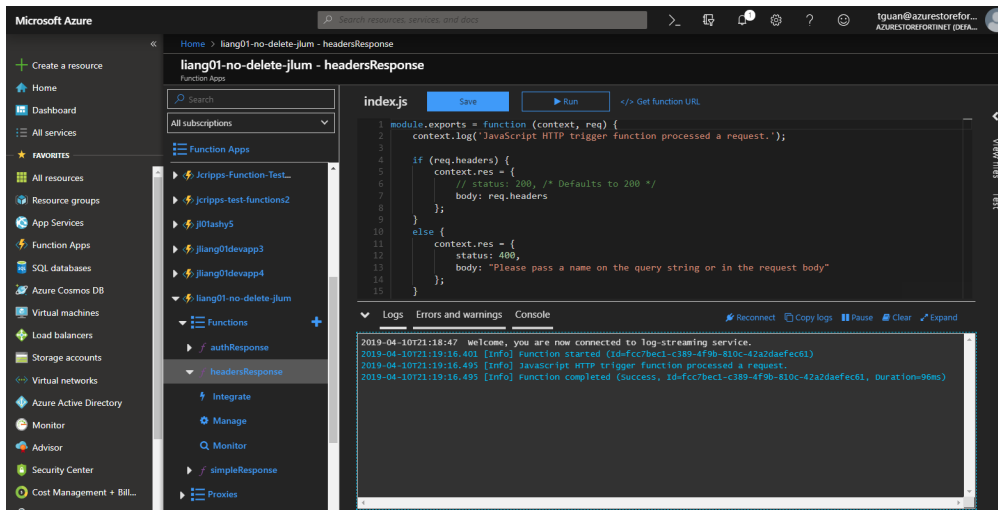 Microsoft Azure
Search resources, services, and docs
1
tguan@azurestorefor...
AZURESTOREFORTINET (DEFA...
Create a resource
Home
Dashboard
All services
FAVORITES
All resources
Resource groups
App Services
Function Apps
SQL databases
Azure Cosmos DB
Virtual machines
Load balancers
Storage accounts
Virtual networks
Azure Active Directory
Monitor
Advisor
Security Center
Cost Management + Bill...
Home > liang01-no-delete-jlum - headersResponse
liang01-no-delete-jlum - headersResponse
Function Apps
Search
All subscriptions
Function Apps
Jcripps-Function-Test...
jcripps-test-functions2
jl01ashy5
jliang01devapp3
jliang01devapp4
liang01-no-delete-jlum
Functions
authResponse
headersResponse
Integrate
Manage
Monitor
simpleResponse
Proxies
index.js
Save
Run
</> Get function URL
1 module.exports = function (context, req) {
2 context.log('JavaScript HTTP trigger function processed a request.');
3
4 if (req.headers) {
5 context.res = {
6 // status: 200, /* Defaults to 200 */
7 body: req.headers
8 };
9 }
10 else {
11 context.res = {
12 status: 400,
13 body: "Please pass a name on the query string or in the request body"
14 };
15 }
View files
Test
Logs
Errors and warnings
Console
Reconnect
Copy logs
Pause
Clear
Expand
2019-04-10T21:18:47 Welcome, you are now connected to log-streaming service.
2019-04-10T21:19:16.401 [Info] Function started (Id=fcc7bec1-c389-4f9b-810c-42a2daefec61)
2019-04-10T21:19:16.495 [Info] JavaScript HTTP trigger function processed a request.
2019-04-10T21:19:16.495 [Info] Function completed (Success, Id=fcc7bec1-c389-4f9b-810c-42a2daefec61, Duration=96ms)